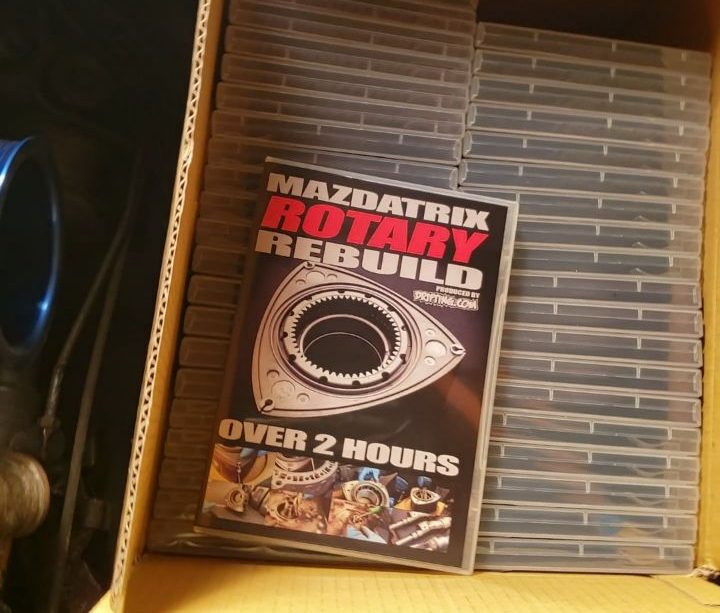 MAZDATRIX
ROTARY
REBUILD
PRODUCED BY
DRIFTING.COM
OVER 2 HOURS